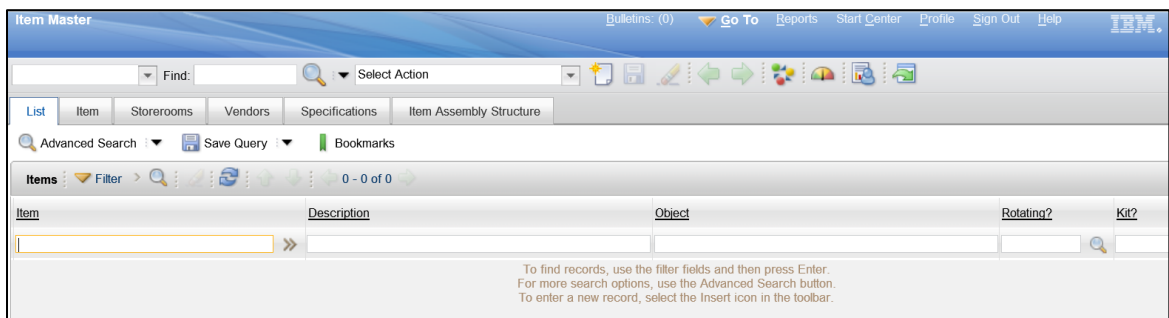 Item Master Bulletins: (0) Go To Reports Start Center Profile Sign Out Help IBM.
Find: Select Action
List Item Storerooms Vendors Specifications Item Assembly Structure
Advanced Search Save Query Bookmarks
Items Filter 0 - 0 of 0
Item Description Object Rotating? Kit?
To find records, use the filter fields and then press Enter.
For more search options, use the Advanced Search button.
To enter a new record, select the Insert icon in the toolbar.